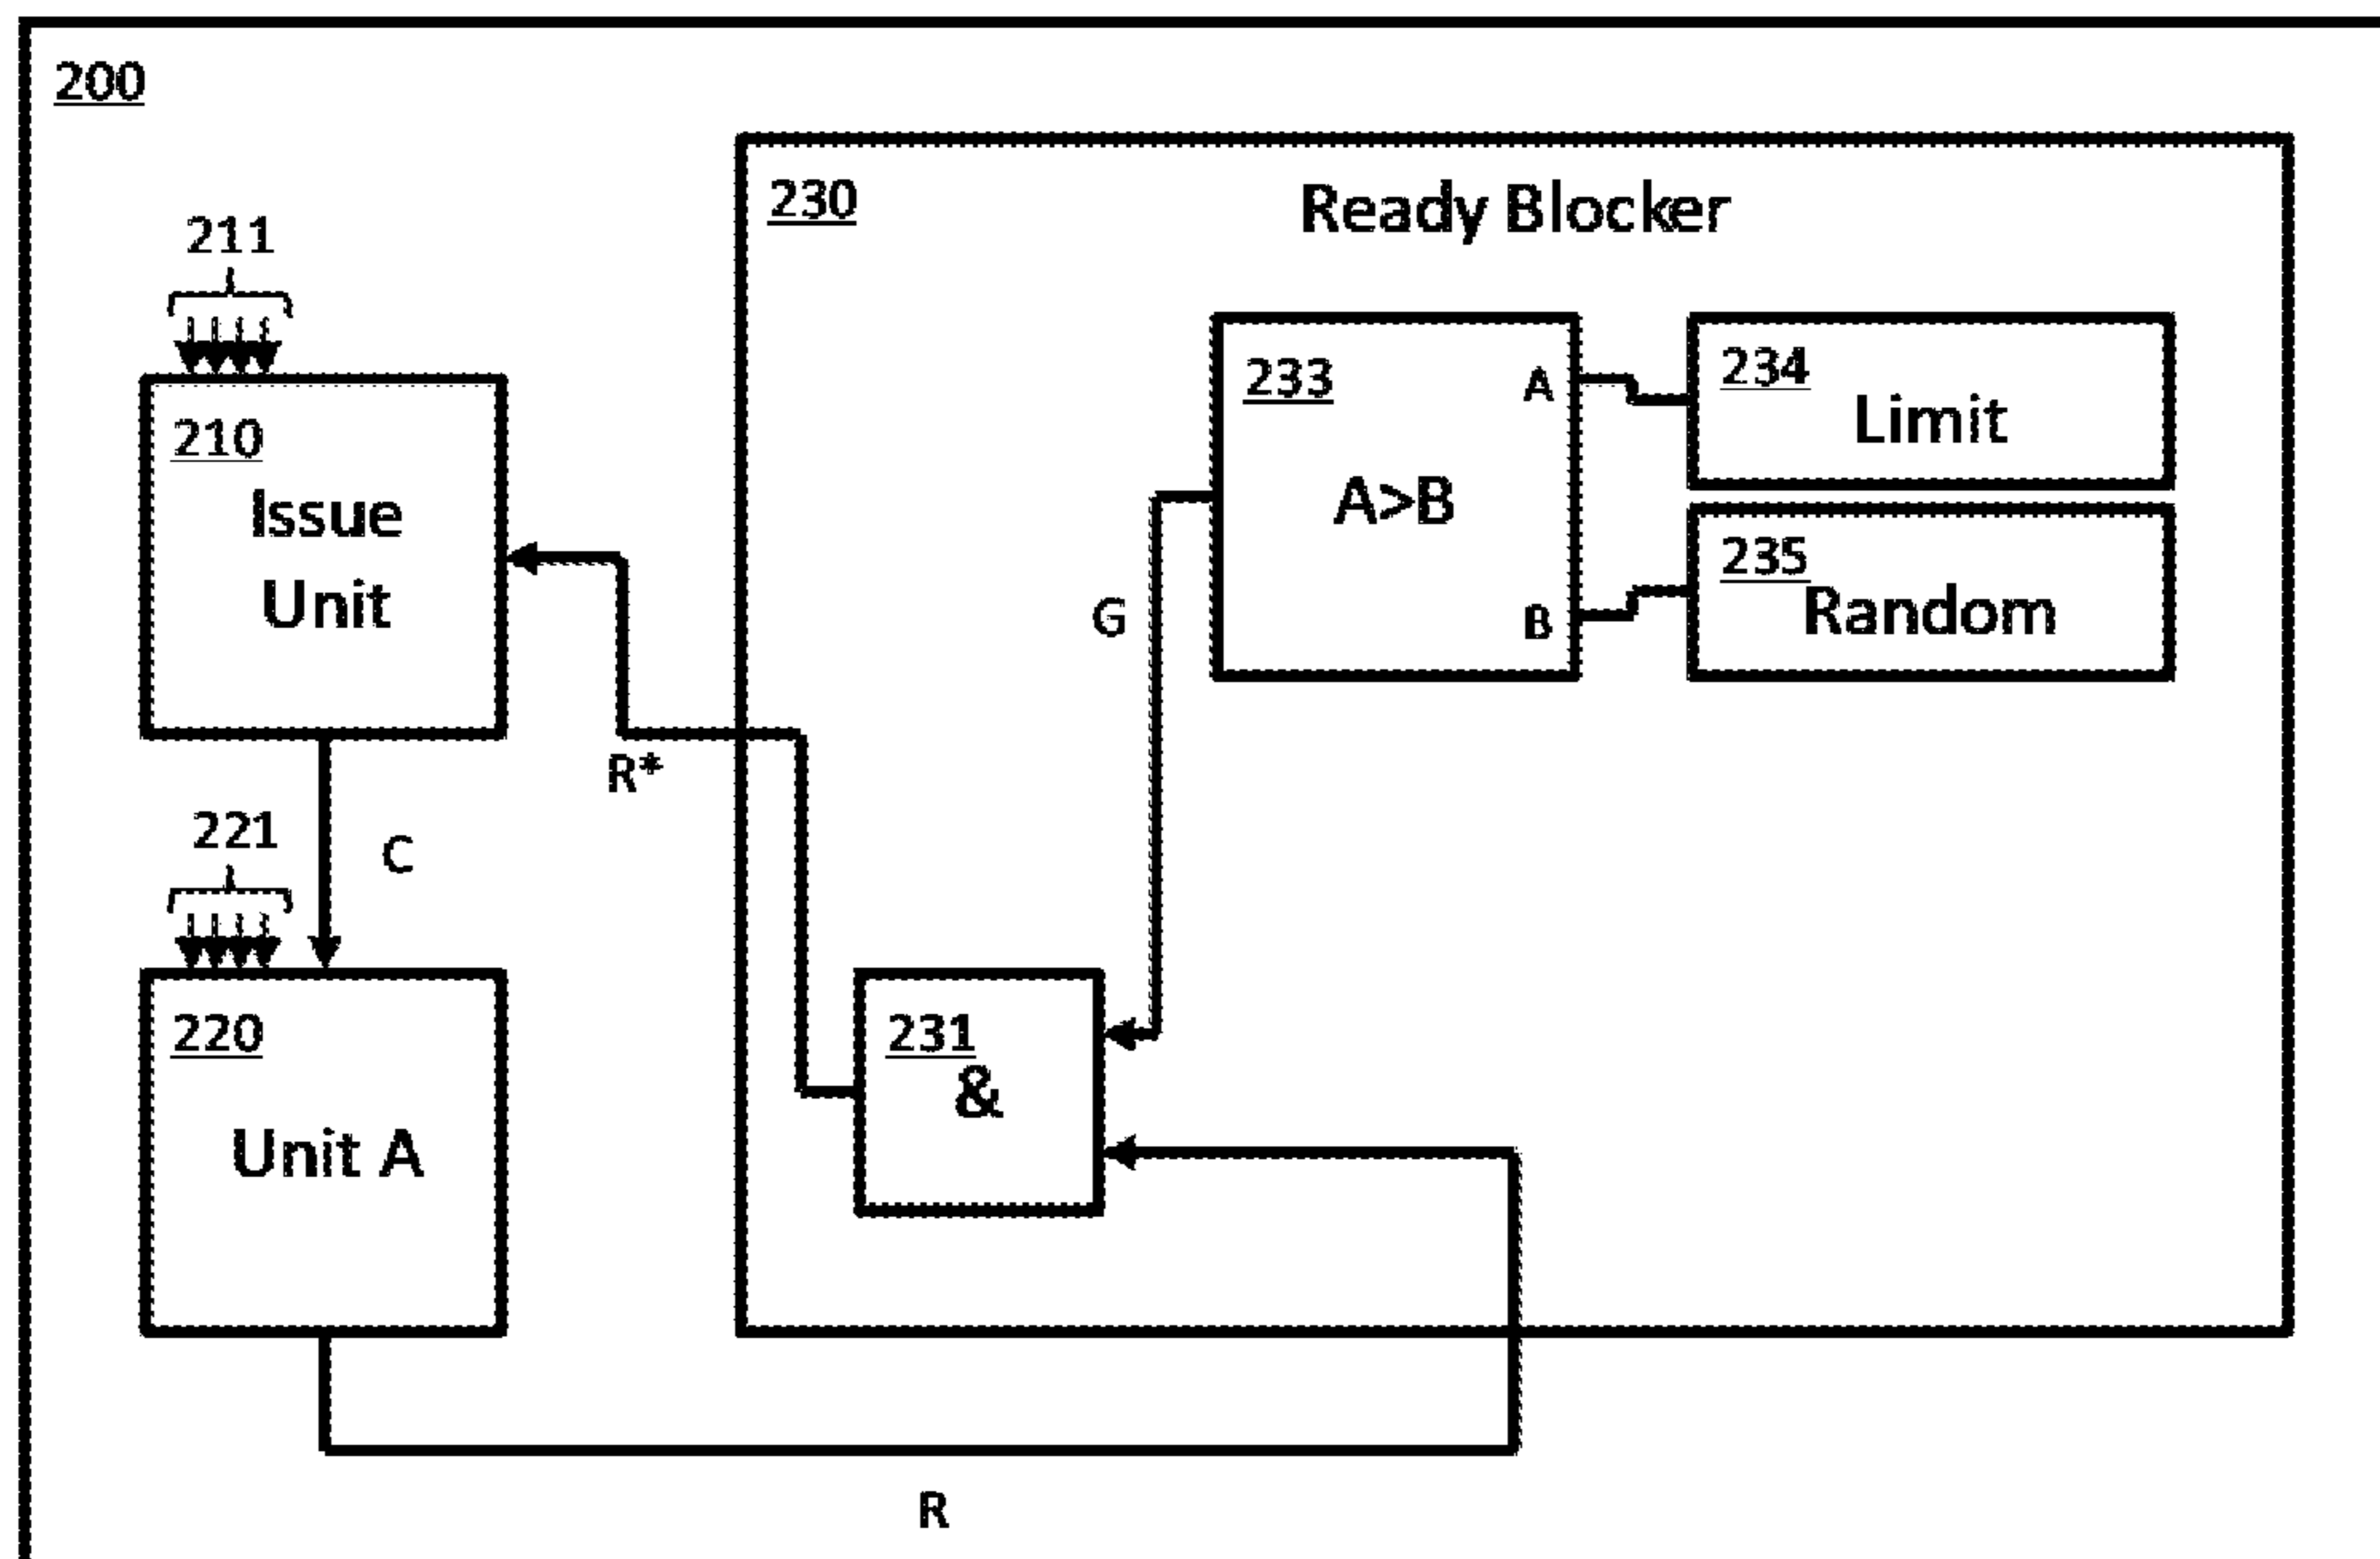 200
230
Ready Blocker
211
210
Issue
Unit
233
A
A>B
B
234
Limit
235
Random
G
R*
C
221
220
Unit A
231
&
R